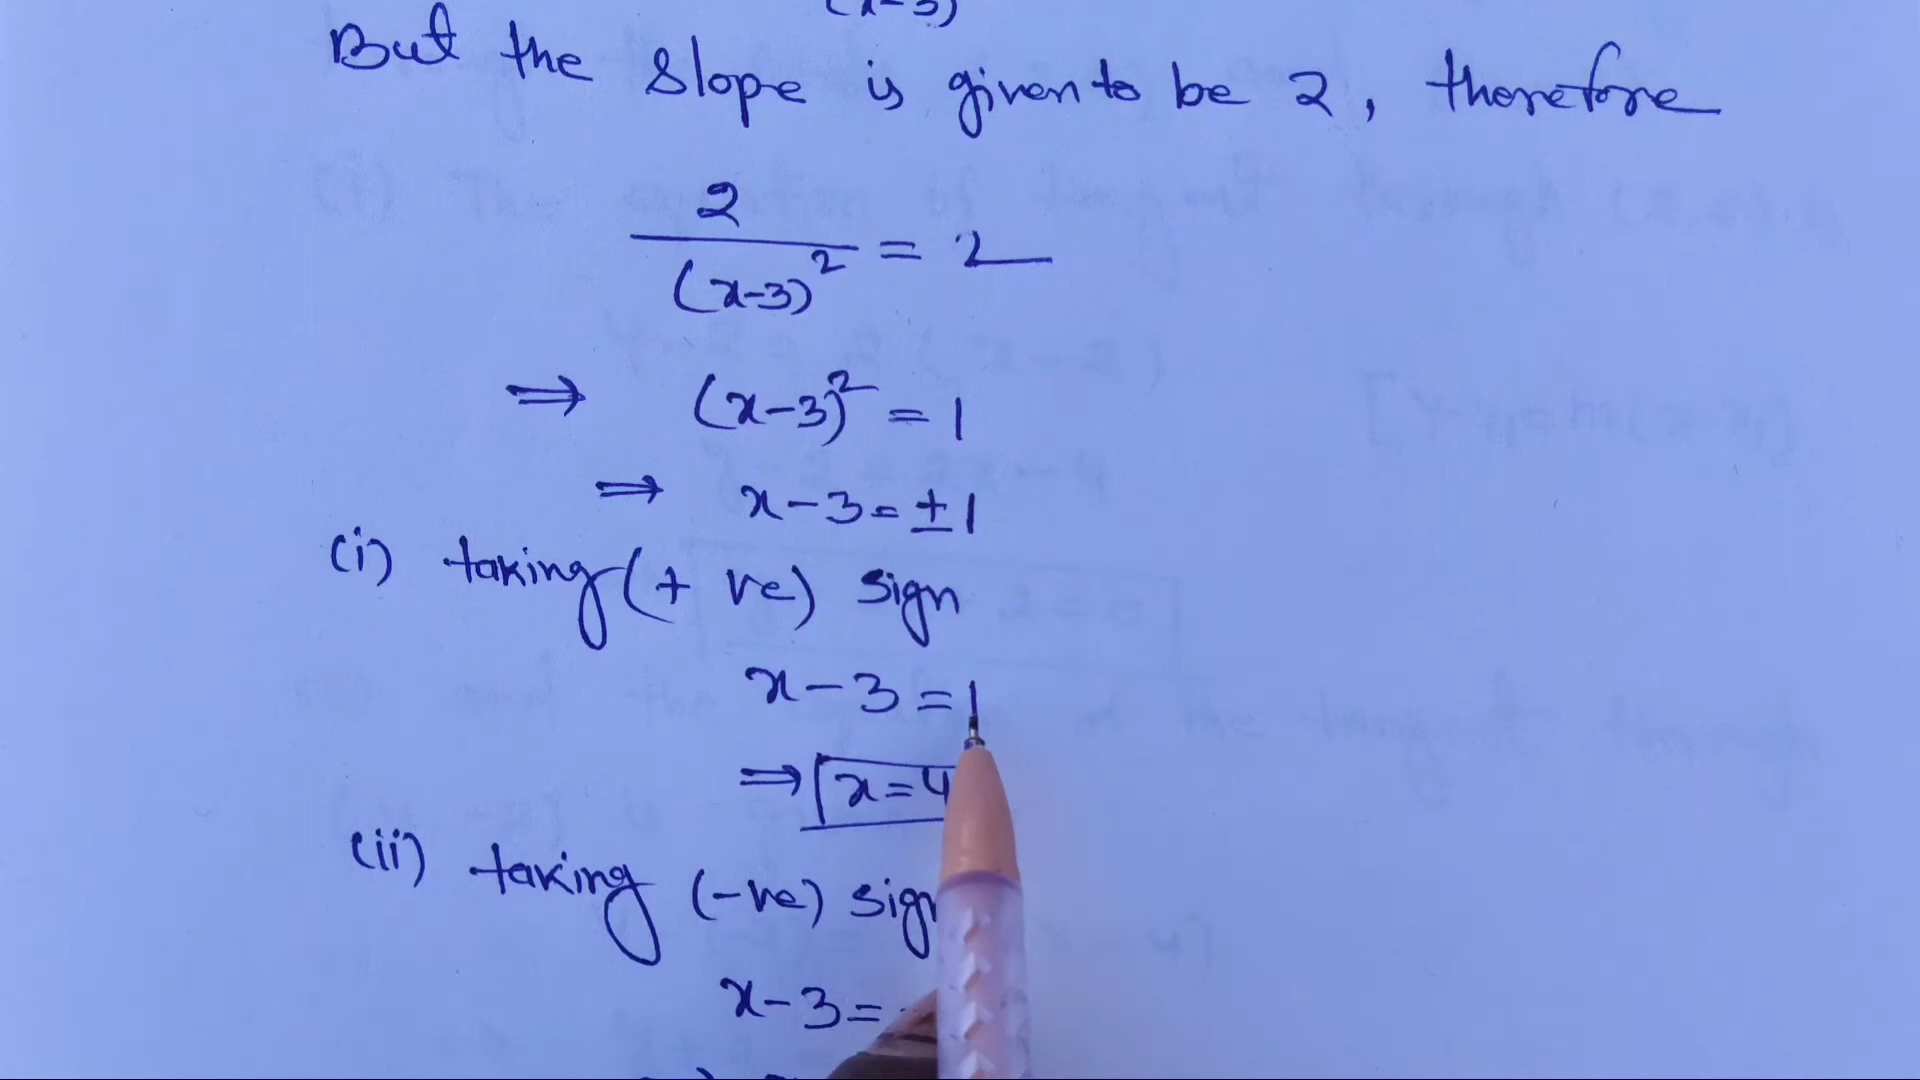 (x-3)
But the slope is given to be 2, therefore
2/(x-3)² = 2
⇒ (x-3)² = 1
⇒ x-3 = ±1
(i) taking (+ ve) sign
x-3 = 1
⇒ x = 4
(ii) taking (-ve) sign
x-3 =